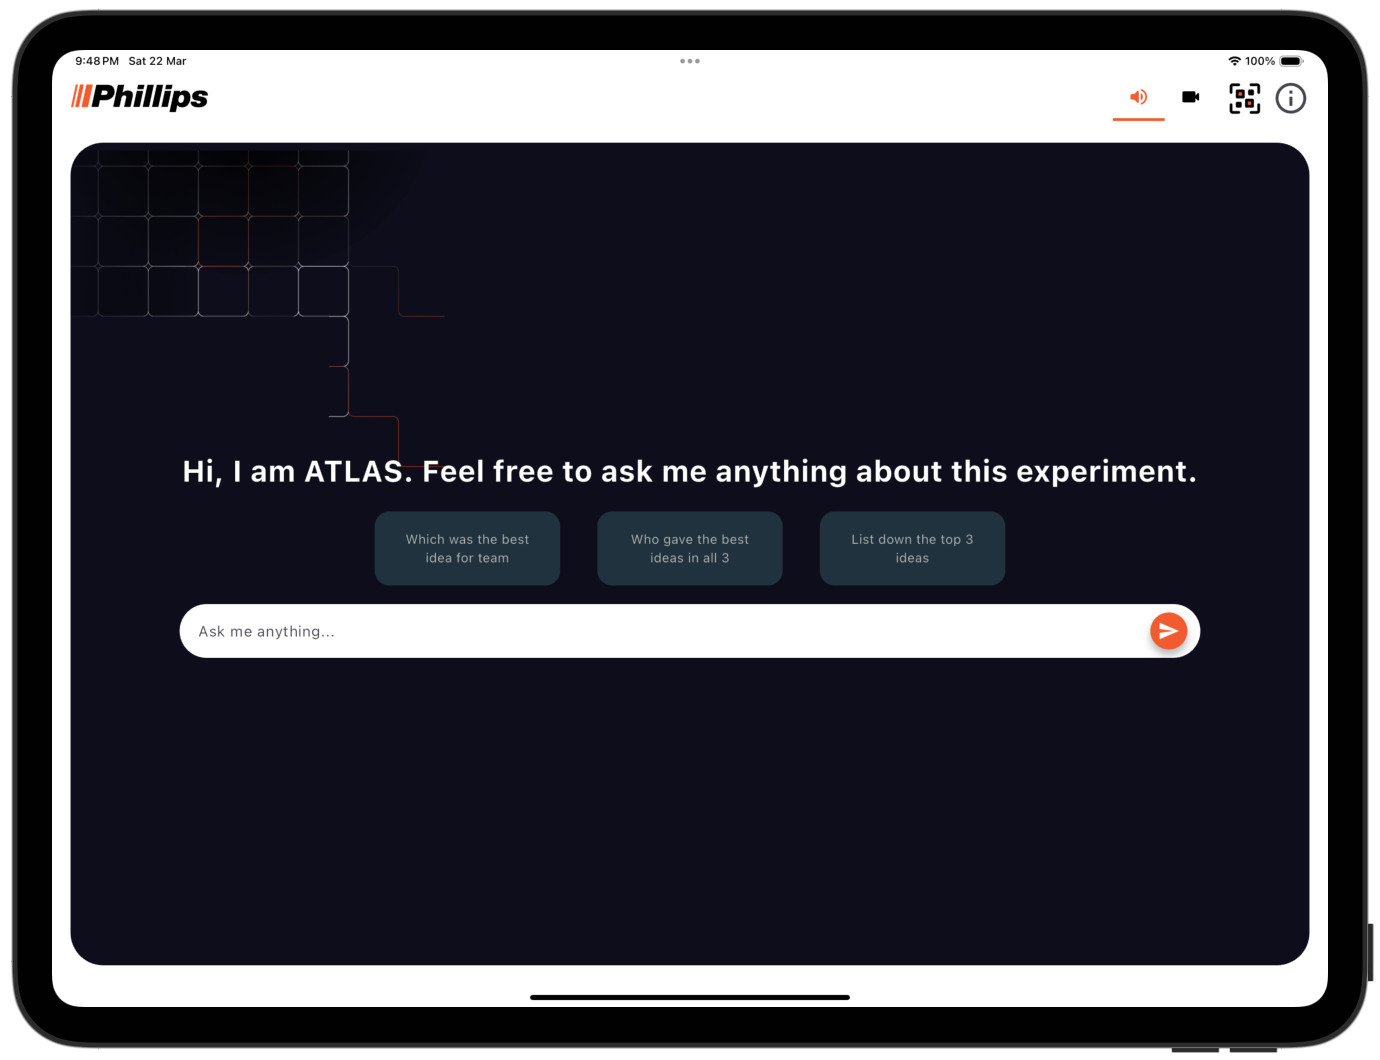 9:48 PM Sat 22 Mar
100%
Phillips
Hi, I am ATLAS. Feel free to ask me anything about this experiment.
Which was the best
idea for team
Who gave the best
ideas in all 3
List down the top 3
ideas
Ask me anything...